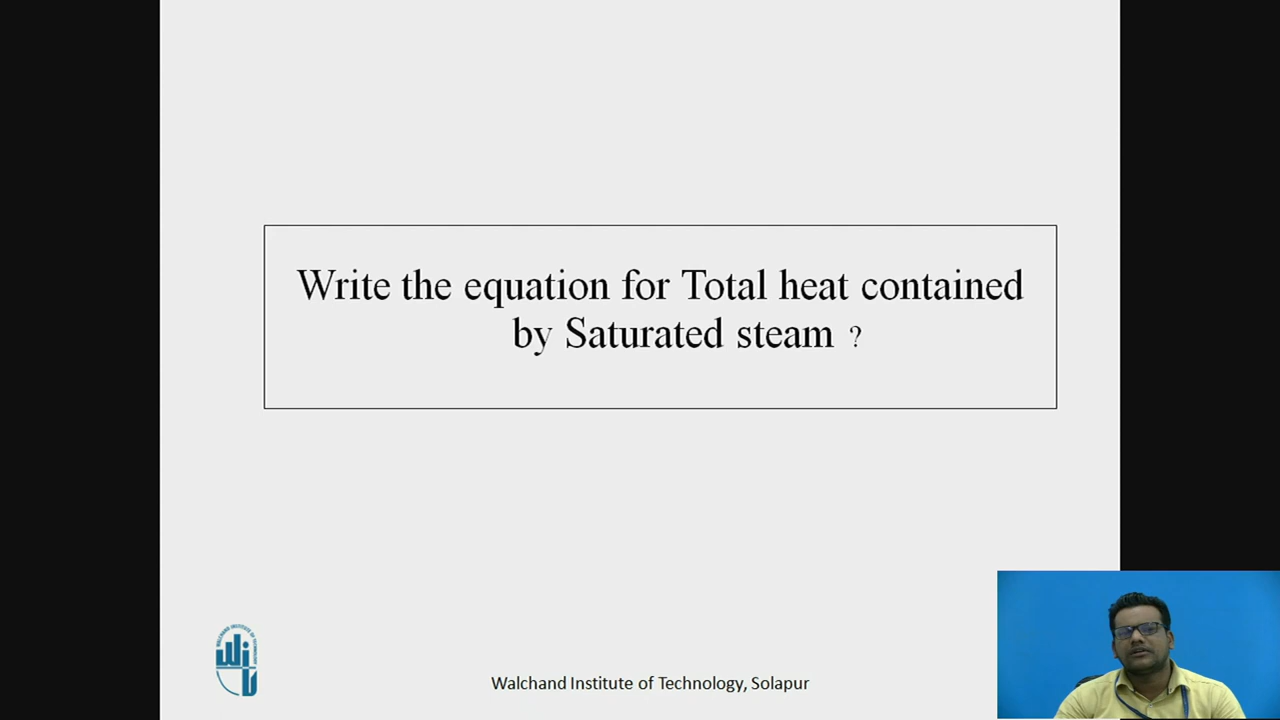 Write the equation for Total heat contained
by Saturated steam ?
Walchand Institute of Technology, Solapur